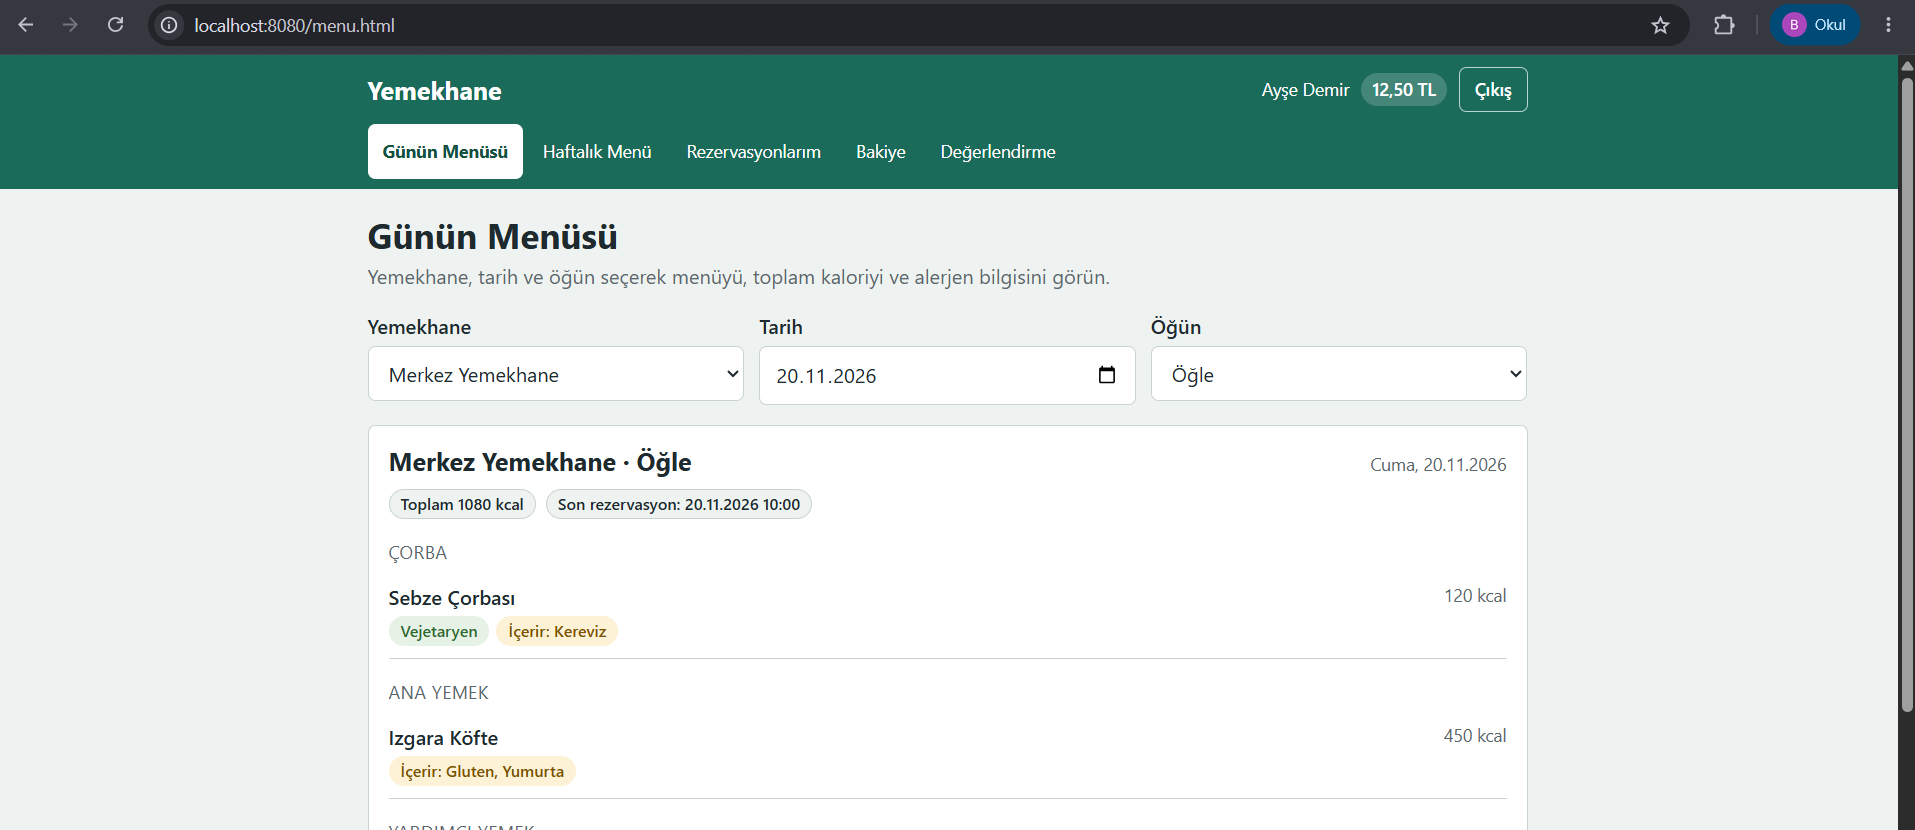 localhost:8080/menu.html
B Okul
Yemekhane
Ayşe Demir 12,50 TL Çıkış
Günün Menüsü Haftalık Menü Rezervasyonlarım Bakiye Değerlendirme
Günün Menüsü
Yemekhane, tarih ve öğün seçerek menüyü, toplam kaloriyi ve alerjen bilgisini görün.
Yemekhane Tarih Öğün
Merkez Yemekhane 20.11.2026 Öğle
Merkez Yemekhane · Öğle Cuma, 20.11.2026
Toplam 1080 kcal Son rezervasyon: 20.11.2026 10:00
ÇORBA
Sebze Çorbası 120 kcal
Vejetaryen İçerir: Kereviz
ANA YEMEK
Izgara Köfte 450 kcal
İçerir: Gluten, Yumurta
YARDIMCI YEMEK